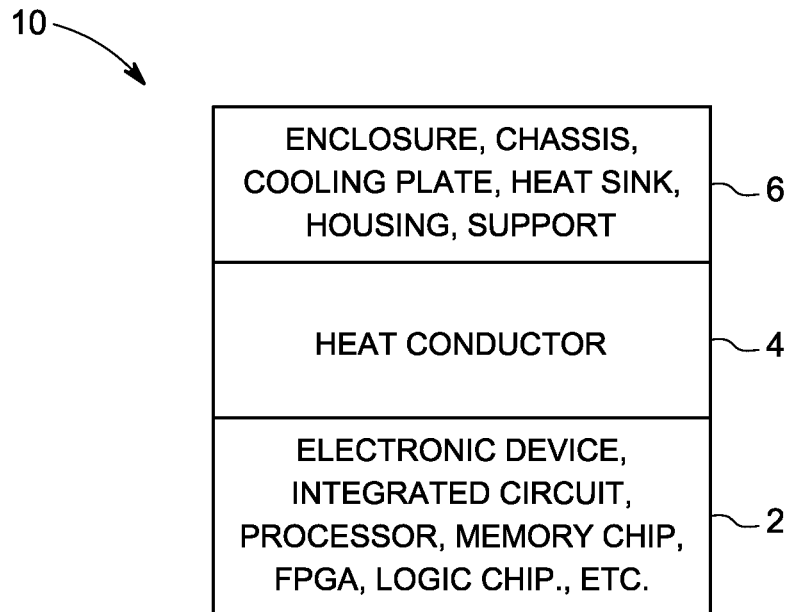 10
ENCLOSURE, CHASSIS,
COOLING PLATE, HEAT SINK,
HOUSING, SUPPORT
6
HEAT CONDUCTOR
4
ELECTRONIC DEVICE,
INTEGRATED CIRCUIT,
PROCESSOR, MEMORY CHIP,
FPGA, LOGIC CHIP., ETC.
2